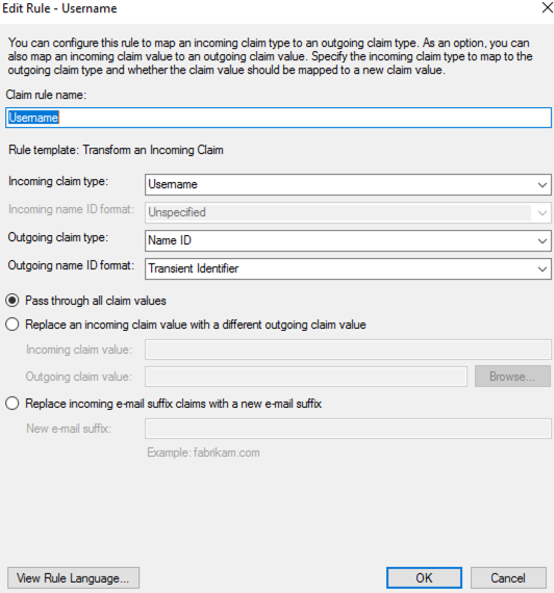 Edit Rule - Username
You can configure this rule to map an incoming claim type to an outgoing claim type. As an option, you can
also map an incoming claim value to an outgoing claim value. Specify the incoming claim type to map to the
outgoing claim type and whether the claim value should be mapped to a new claim value.
Claim rule name:
Username
Rule template: Transform an Incoming Claim
Incoming claim type: Username
Incoming name ID format: Unspecified
Outgoing claim type: Name ID
Outgoing name ID format: Transient Identifier
Pass through all claim values
Replace an incoming claim value with a different outgoing claim value
Incoming claim value:
Outgoing claim value: Browse...
Replace incoming e-mail suffix claims with a new e-mail suffix
New e-mail suffix:
Example: fabrikam.com
View Rule Language... OK Cancel